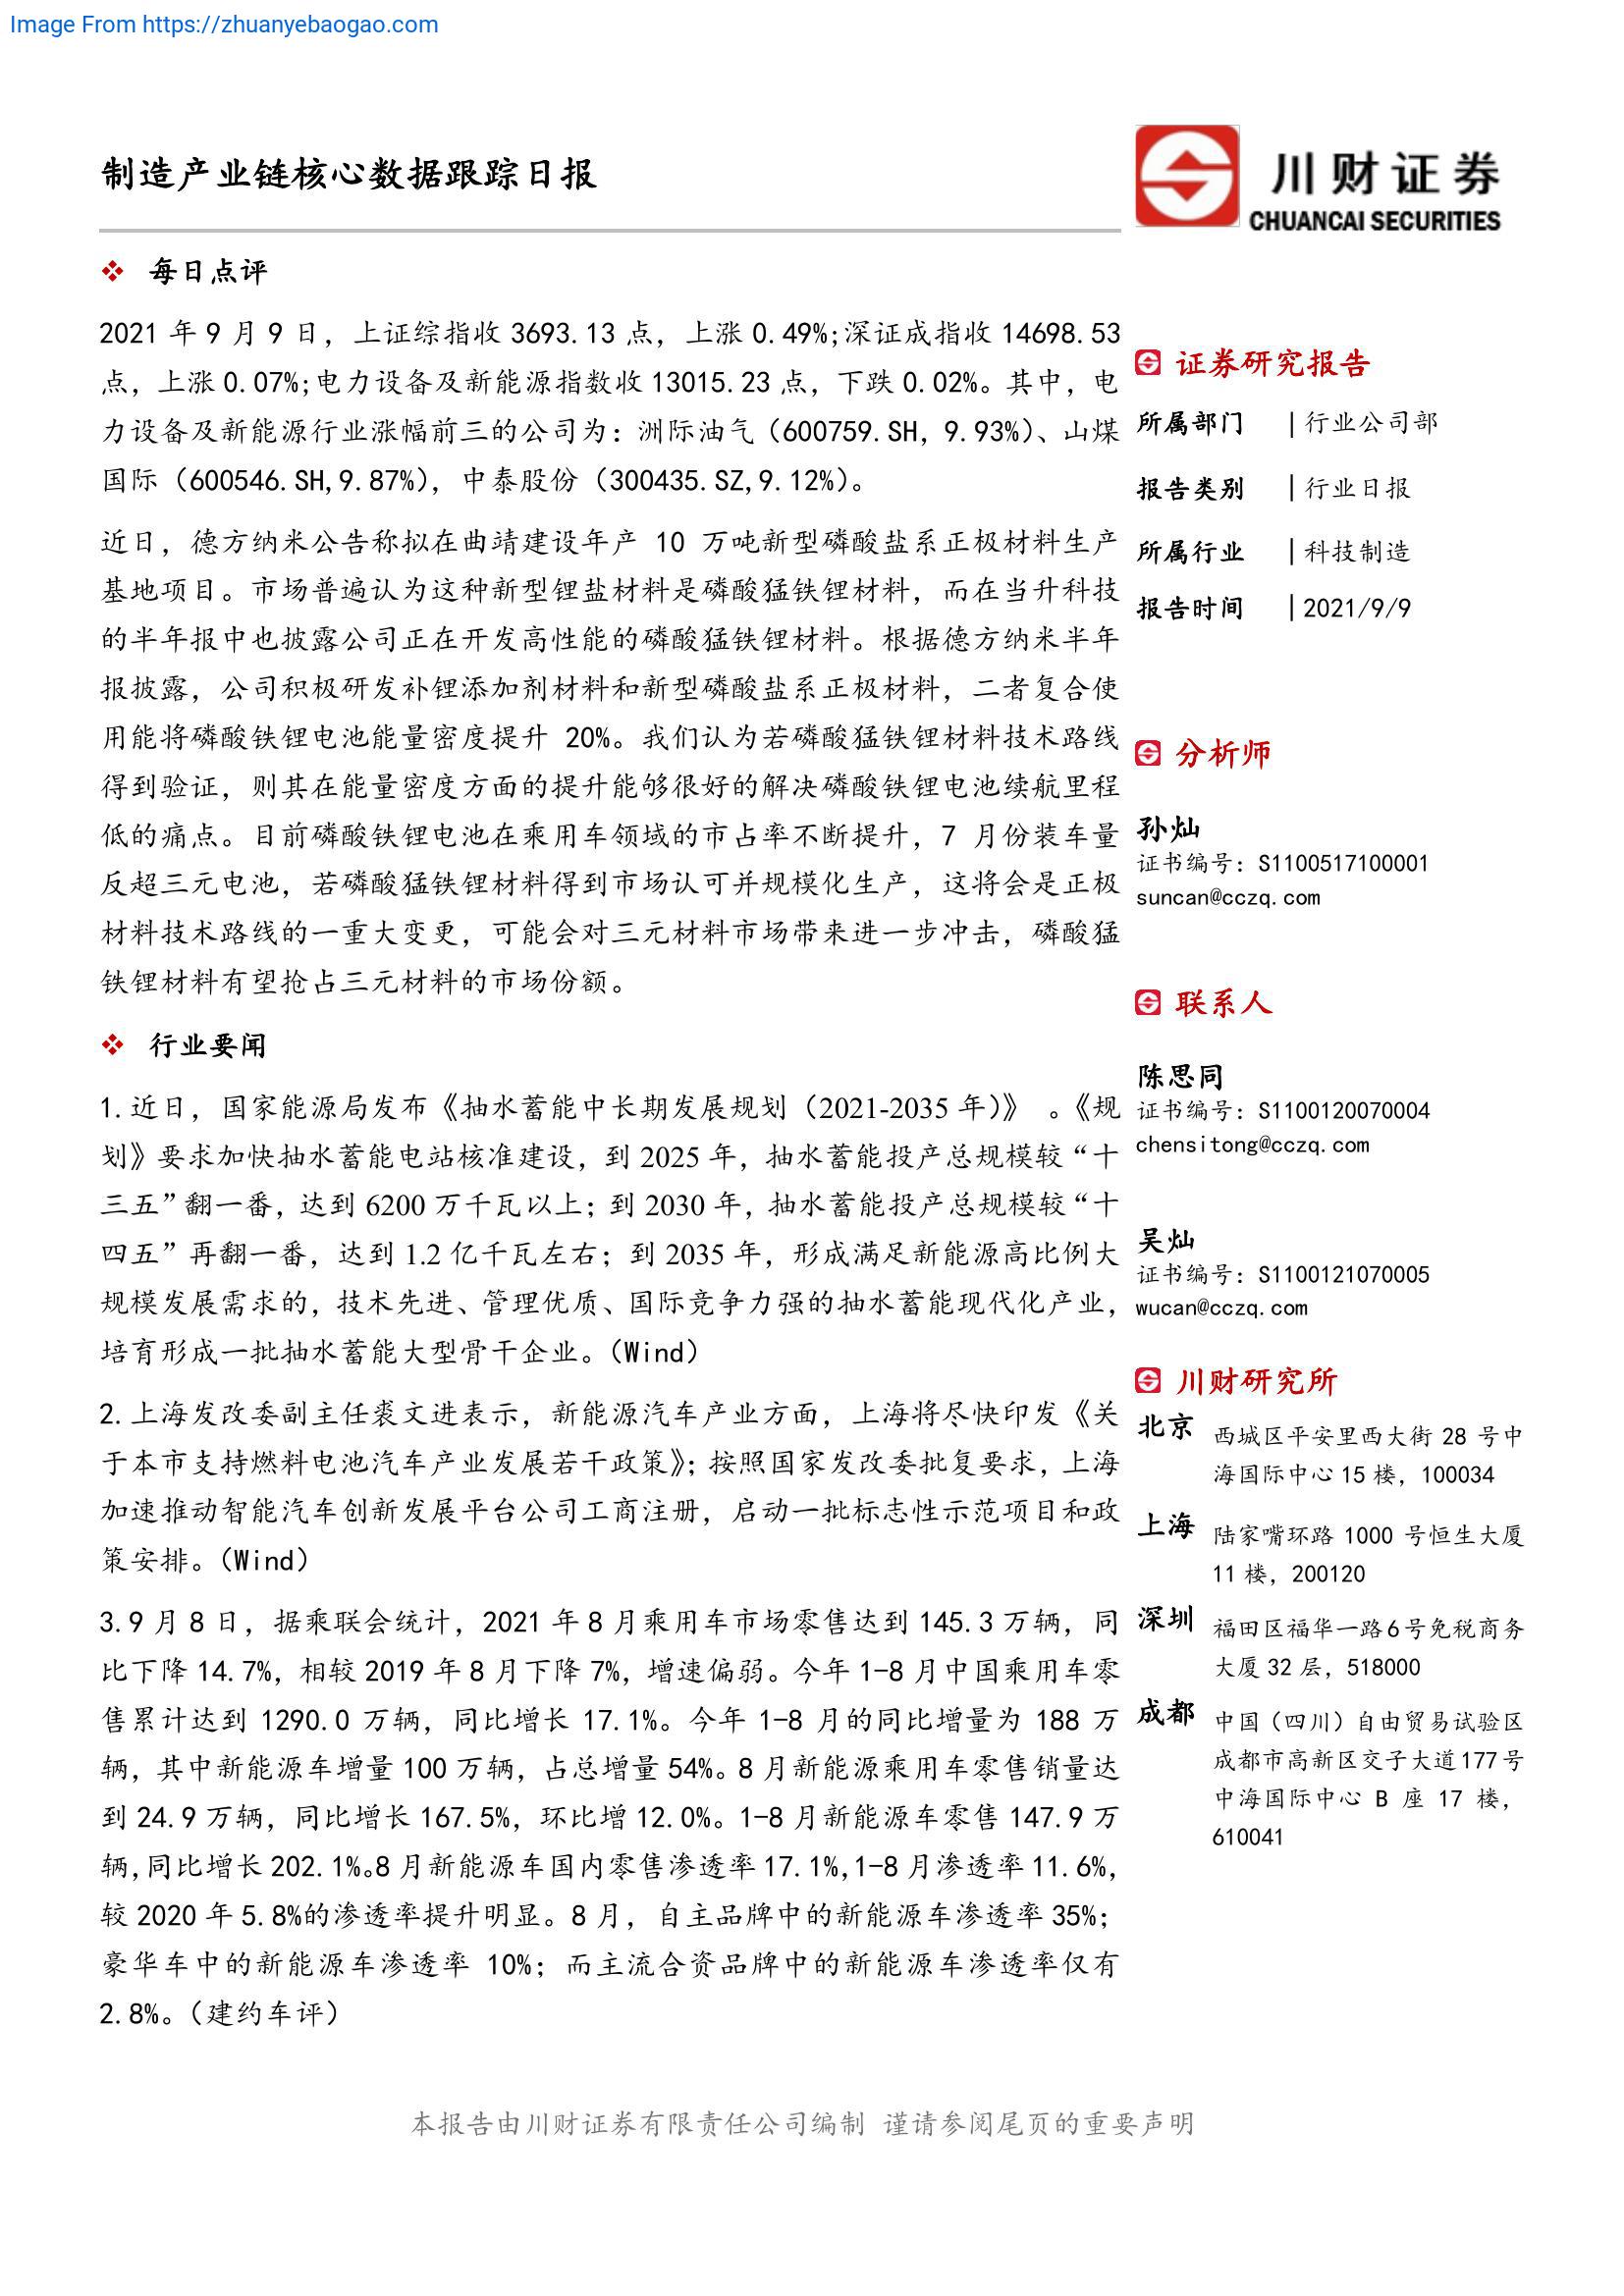 Image From https://zhuanyebaogao.com
制造产业链核心数据跟踪日报
川财证券
CHUANCAI SECURITIES
❖ 每日点评
2021 年 9 月 9 日，上证综指收 3693.13 点，上涨 0.49%;深证成指收 14698.53
点，上涨 0.07%;电力设备及新能源指数收 13015.23 点，下跌 0.02%。其中，电
力设备及新能源行业涨幅前三的公司为：洲际油气（600759.SH，9.93%）、山煤
国际（600546.SH,9.87%），中泰股份（300435.SZ,9.12%）。
近日，德方纳米公告称拟在曲靖建设年产 10 万吨新型磷酸盐系正极材料生产
基地项目。市场普遍认为这种新型锂盐材料是磷酸猛铁锂材料，而在当升科技
的半年报中也披露公司正在开发高性能的磷酸猛铁锂材料。根据德方纳米半年
报披露，公司积极研发补锂添加剂材料和新型磷酸盐系正极材料，二者复合使
用能将磷酸铁锂电池能量密度提升 20%。我们认为若磷酸猛铁锂材料技术路线
得到验证，则其在能量密度方面的提升能够很好的解决磷酸铁锂电池续航里程
低的痛点。目前磷酸铁锂电池在乘用车领域的市占率不断提升，7 月份装车量
反超三元电池，若磷酸猛铁锂材料得到市场认可并规模化生产，这将会是正极
材料技术路线的一重大变更，可能会对三元材料市场带来进一步冲击，磷酸猛
铁锂材料有望抢占三元材料的市场份额。
❖ 行业要闻
1.近日，国家能源局发布《抽水蓄能中长期发展规划（2021-2035 年）》 。《规
划》要求加快抽水蓄能电站核准建设，到 2025 年，抽水蓄能投产总规模较“十
三五”翻一番，达到 6200 万千瓦以上；到 2030 年，抽水蓄能投产总规模较“十
四五”再翻一番，达到 1.2 亿千瓦左右；到 2035 年，形成满足新能源高比例大
规模发展需求的，技术先进、管理优质、国际竞争力强的抽水蓄能现代化产业，
培育形成一批抽水蓄能大型骨干企业。（Wind）
2.上海发改委副主任裘文进表示，新能源汽车产业方面，上海将尽快印发《关
于本市支持燃料电池汽车产业发展若干政策》；按照国家发改委批复要求，上海
加速推动智能汽车创新发展平台公司工商注册，启动一批标志性示范项目和政
策安排。（Wind）
3.9 月 8 日，据乘联会统计，2021 年 8 月乘用车市场零售达到 145.3 万辆，同
比下降 14.7%，相较 2019 年 8 月下降 7%，增速偏弱。今年 1-8 月中国乘用车零
售累计达到 1290.0 万辆，同比增长 17.1%。今年 1-8 月的同比增量为 188 万
辆，其中新能源车增量 100 万辆，占总增量 54%。8 月新能源乘用车零售销量达
到 24.9 万辆，同比增长 167.5%，环比增 12.0%。1-8 月新能源车零售 147.9 万
辆,同比增长 202.1%。8 月新能源车国内零售渗透率 17.1%,1-8 月渗透率 11.6%,
较 2020 年 5.8%的渗透率提升明显。8 月，自主品牌中的新能源车渗透率 35%；
豪华车中的新能源车渗透率 10%；而主流合资品牌中的新能源车渗透率仅有
2.8%。（建约车评）
证券研究报告
所属部门 | 行业公司部
报告类别 | 行业日报
所属行业 | 科技制造
报告时间 | 2021/9/9
分析师
孙灿
证书编号：S1100517100001
suncan@cczq.com
联系人
陈思同
证书编号：S1100120070004
chensitong@cczq.com
吴灿
证书编号：S1100121070005
wucan@cczq.com
川财研究所
北京 西城区平安里西大街 28 号中
海国际中心 15 楼，100034
上海 陆家嘴环路 1000 号恒生大厦
11 楼，200120
深圳 福田区福华一路 6 号免税商务
大厦 32 层，518000
成都 中国（四川）自由贸易试验区
成都市高新区交子大道 177 号
中海国际中心 B 座 17 楼，
610041
本报告由川财证券有限责任公司编制 谨请参阅尾页的重要声明